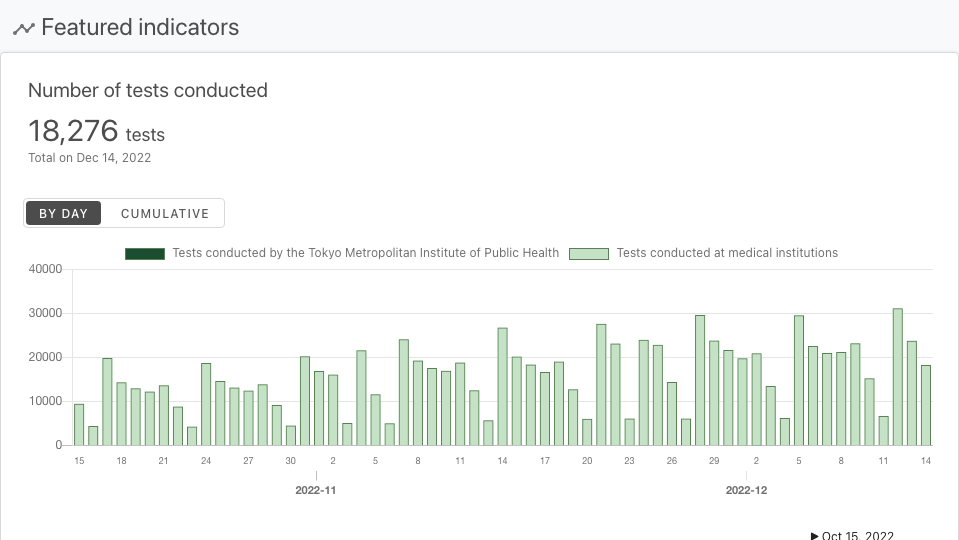 Featured indicators
Number of tests conducted
18,276 tests
Total on Dec 14, 2022
BY DAY CUMULATIVE
Tests conducted by the Tokyo Metropolitan Institute of Public Health Tests conducted at medical institutions
40000
30000
20000
10000
0
15 18 21 24 27 30 2 5 8 11 14 17 20 23 26 29 2 5 8 11 14
2022-11 2022-12
Oct 15, 2022